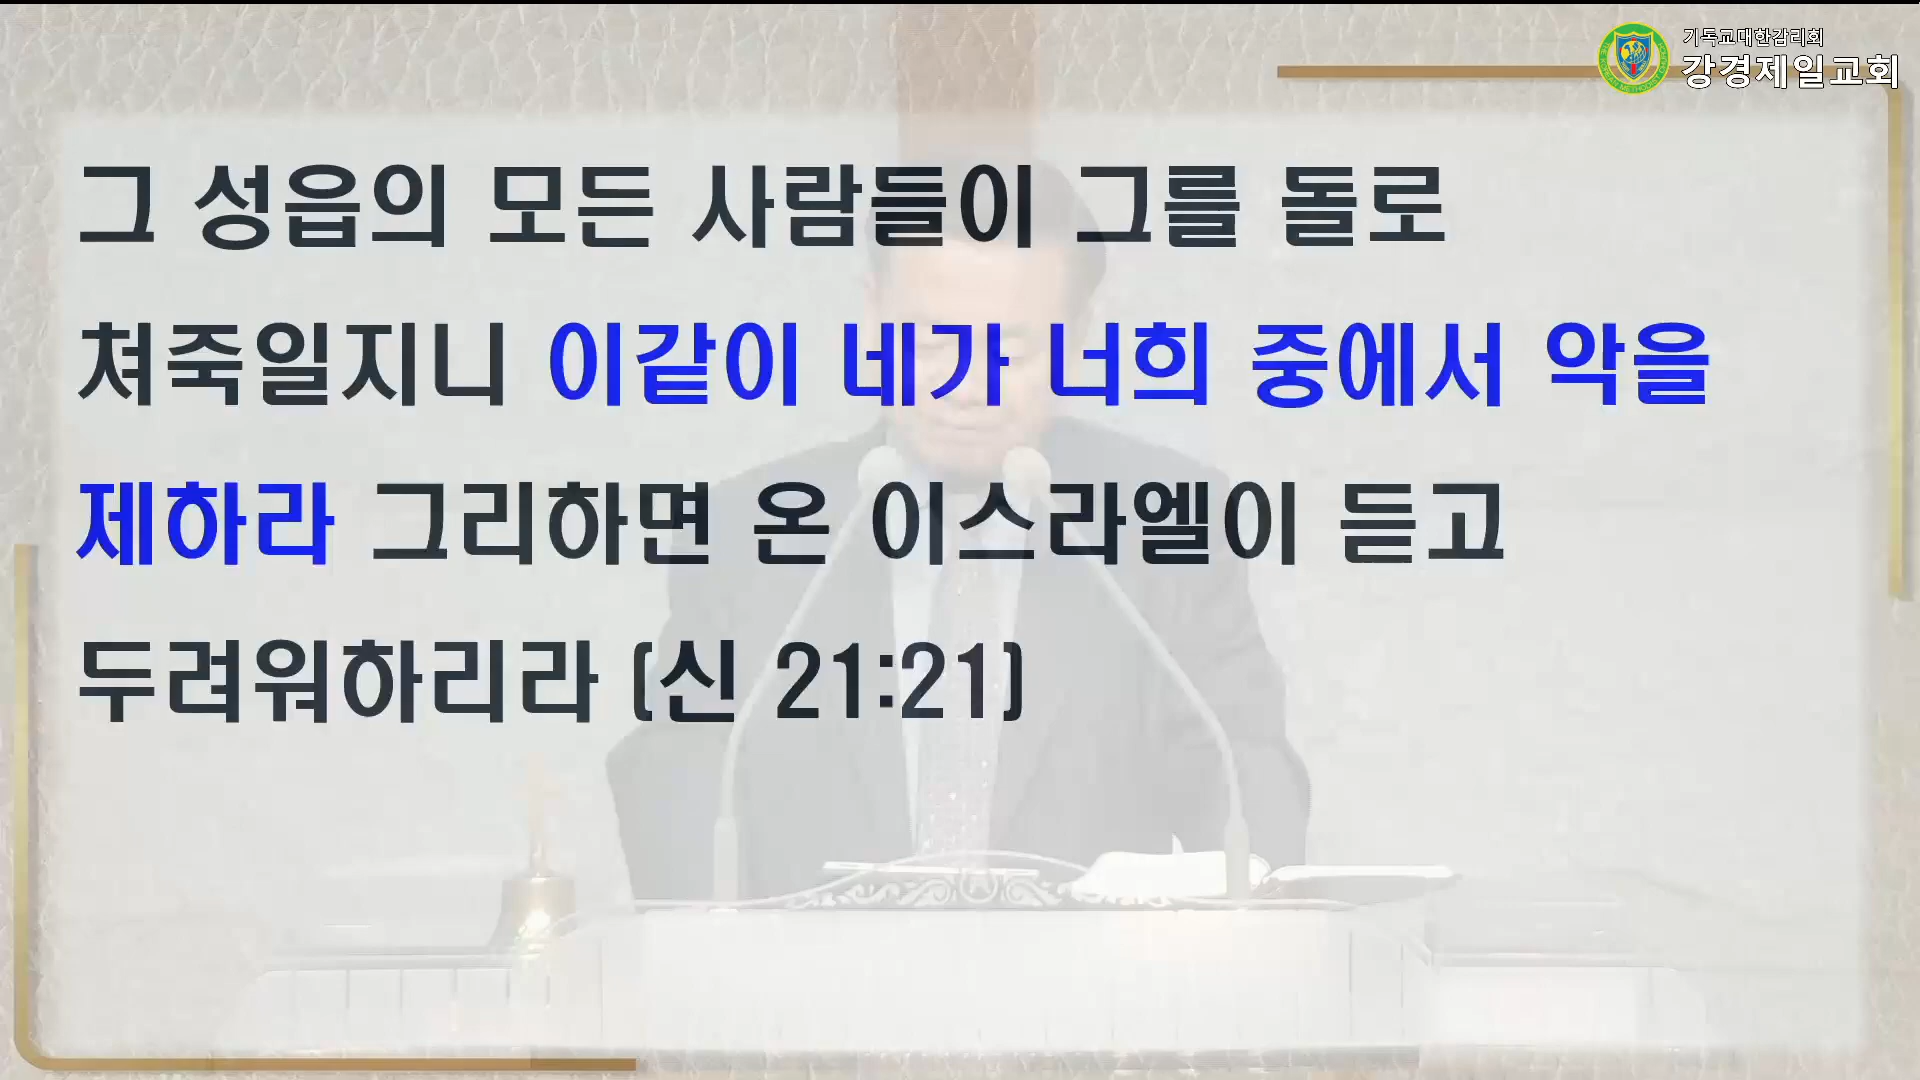 기독교대한감리회
강경제일교회
그 성읍의 모든 사람들이 그를 돌로
쳐죽일지니 이같이 네가 너희 중에서 악을
제하라 그리하면 온 이스라엘이 듣고
두려워하리라 (신 21:21)